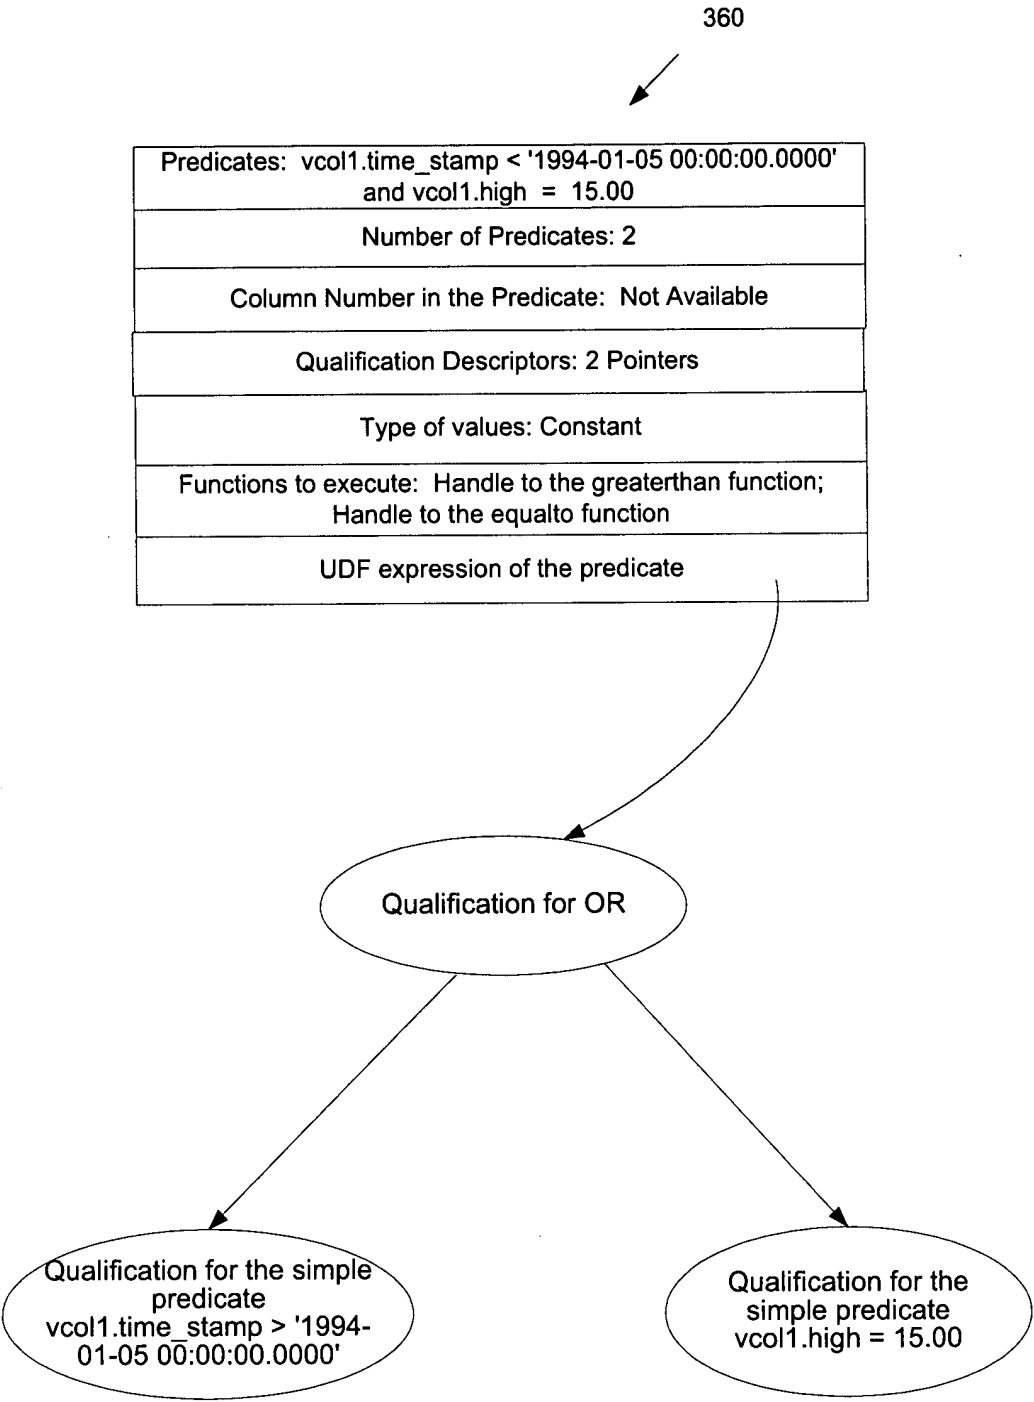 360
Predicates: vcol1.time_stamp < '1994-01-05 00:00:00.0000'
and vcol1.high = 15.00
Number of Predicates: 2
Column Number in the Predicate: Not Available
Qualification Descriptors: 2 Pointers
Type of values: Constant
Functions to execute: Handle to the greaterthan function;
Handle to the equalto function
UDF expression of the predicate
Qualification for OR
Qualification for the simple
predicate
vcol1.time_stamp > '1994-
01-05 00:00:00.0000'
Qualification for the
simple predicate
vcol1.high = 15.00